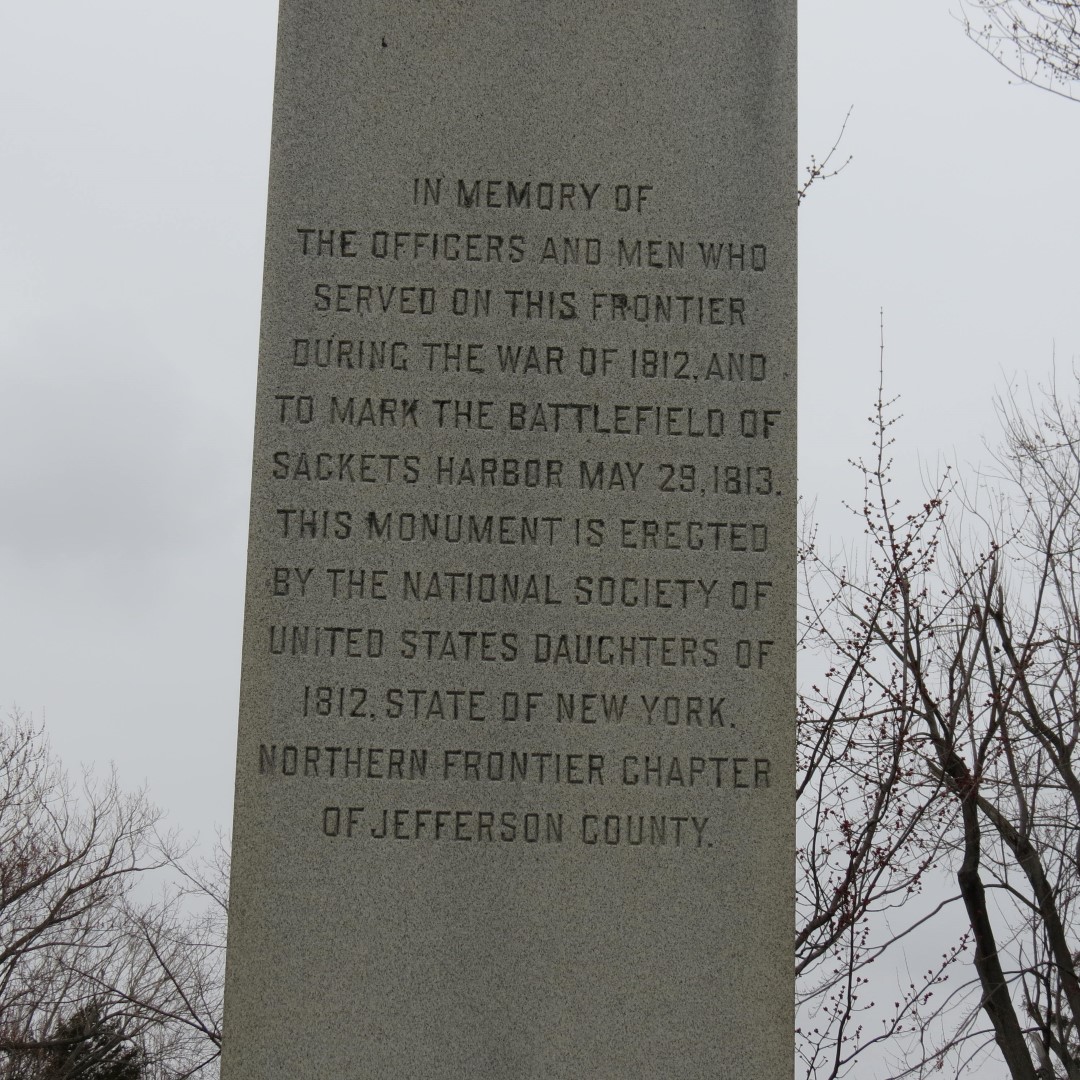 IN MEMORY OF
THE OFFICERS AND MEN WHO
SERVED ON THIS FRONTIER
DURING THE WAR OF 1812, AND
TO MARK THE BATTLEFIELD OF
SACKETS HARBOR MAY 29, 1813.
THIS MONUMENT IS ERECTED
BY THE NATIONAL SOCIETY OF
UNITED STATES DAUGHTERS OF
1812, STATE OF NEW YORK.
NORTHERN FRONTIER CHAPTER
OF JEFFERSON COUNTY.